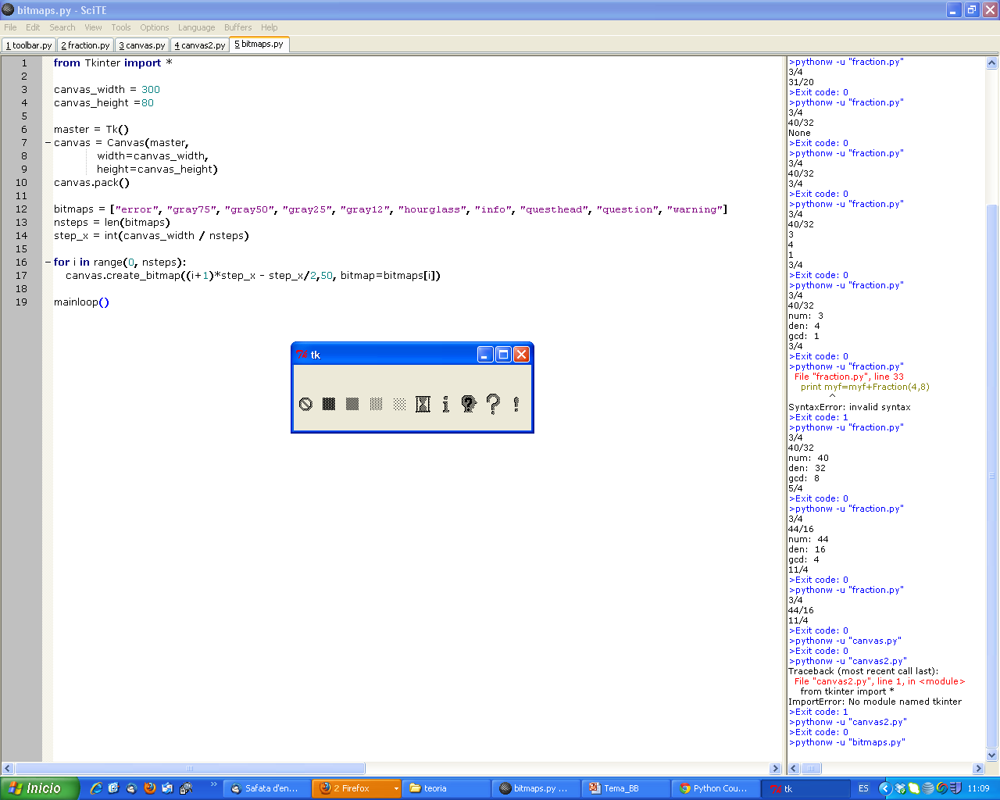 bitmaps.py - SciTE
File Edit Search View Tools Options Language Buffers Help
1 toolbar.py 2 fraction.py 3 canvas.py 4 canvas2.py 5 bitmaps.py
1 from Tkinter import *
2
3 canvas_width = 300
4 canvas_height =80
5
6 master = Tk()
7 canvas = Canvas(master,
8 width=canvas_width,
9 height=canvas_height)
10 canvas.pack()
11
12 bitmaps = ["error", "gray75", "gray50", "gray25", "gray12", "hourglass", "info", "questhead", "question", "warning"]
13 nsteps = len(bitmaps)
14 step_x = int(canvas_width / nsteps)
15
16 for i in range(0, nsteps):
17 canvas.create_bitmap((i+1)*step_x - step_x/2,50, bitmap=bitmaps[i])
18
19 mainloop()
tk
>pythonw -u "fraction.py"
3/4
31/20
>Exit code: 0
>pythonw -u "fraction.py"
3/4
40/32
None
>Exit code: 0
>pythonw -u "fraction.py"
3/4
40/32
3/4
>Exit code: 0
>pythonw -u "fraction.py"
3/4
40/32
3
4
1
3/4
>Exit code: 0
>pythonw -u "fraction.py"
3/4
40/32
num: 3
den: 4
gcd: 1
3/4
>Exit code: 0
>pythonw -u "fraction.py"
File "fraction.py", line 33
print myf=myf+Fraction(4,8)
^
SyntaxError: invalid syntax
>Exit code: 1
>pythonw -u "fraction.py"
3/4
40/32
num: 40
den: 32
gcd: 8
5/4
>Exit code: 0
>pythonw -u "fraction.py"
3/4
44/16
num: 44
den: 16
gcd: 4
11/4
>Exit code: 0
>pythonw -u "fraction.py"
3/4
44/16
11/4
>Exit code: 0
>pythonw -u "canvas.py"
>Exit code: 0
>pythonw -u "canvas2.py"
Traceback (most recent call last):
File "canvas2.py", line 1, in <module>
from tkinter import *
ImportError: No module named tkinter
>Exit code: 1
>pythonw -u "canvas2.py"
>Exit code: 0
>pythonw -u "bitmaps.py"
Inicio Safata d'en... 2 Firefox teoria bitmaps.py ... Tema_BB Python Cou... tk ES 11:09